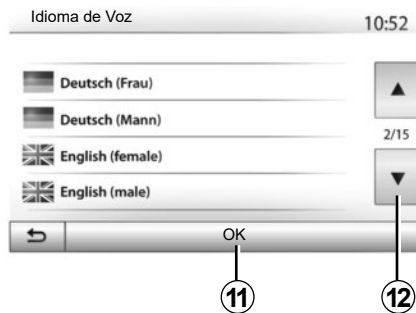 Idioma de Voz
10:52
Deutsch (Frau)
Deutsch (Mann)
2/15
English (female)
English (male)
OK
11
12